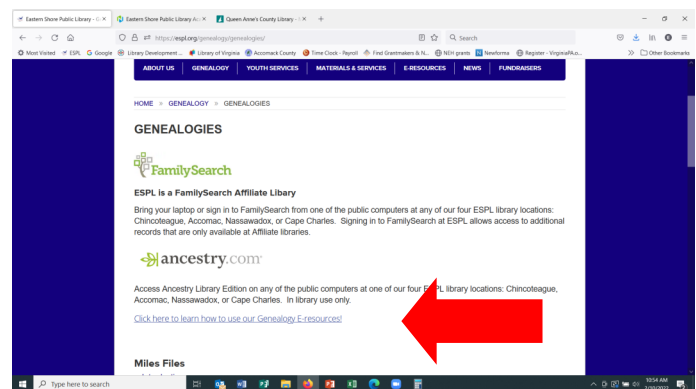 Eastern Shore Public Library - G
Eastern Shore Public Library Au
Queen Anne's County Library -
https://espl.org/genealogy/genealogies/
Search
Most Visited ESPL Google Library Development ... Library of Virginia Accomack County Time Clock - Payroll Find Grantmakers & N... NEH grants Newforma Register - VirginiaPA.o... Other Bookmarks
ABOUT US GENEALOGY YOUTH SERVICES MATERIALS & SERVICES E-RESOURCES NEWS FUNDRAISERS
HOME » GENEALOGY » GENEALOGIES
GENEALOGIES
FamilySearch
ESPL is a FamilySearch Affiliate Libary
Bring your laptop or sign in to FamilySearch from one of the public computers at any of our four ESPL library locations:
Chincoteague, Accomac, Nassawadox, or Cape Charles. Signing in to FamilySearch at ESPL allows access to additional
records that are only available at Affiliate libraries.
ancestry.com
Access Ancestry Library Edition on any of the public computers at one of our four ESPL library locations: Chincoteague,
Accomac, Nassawadox, or Cape Charles. In library use only.
Click here to learn how to use our Genealogy E-resources!
Miles Files
Type here to search
10:54 AM